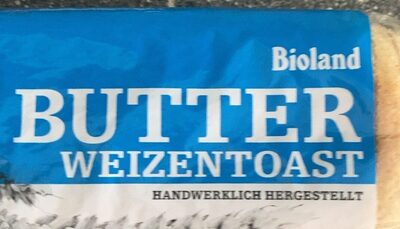 Bioland
BUTTER
WEIZENTOAST
HANDWERKLICH HERGESTELLT